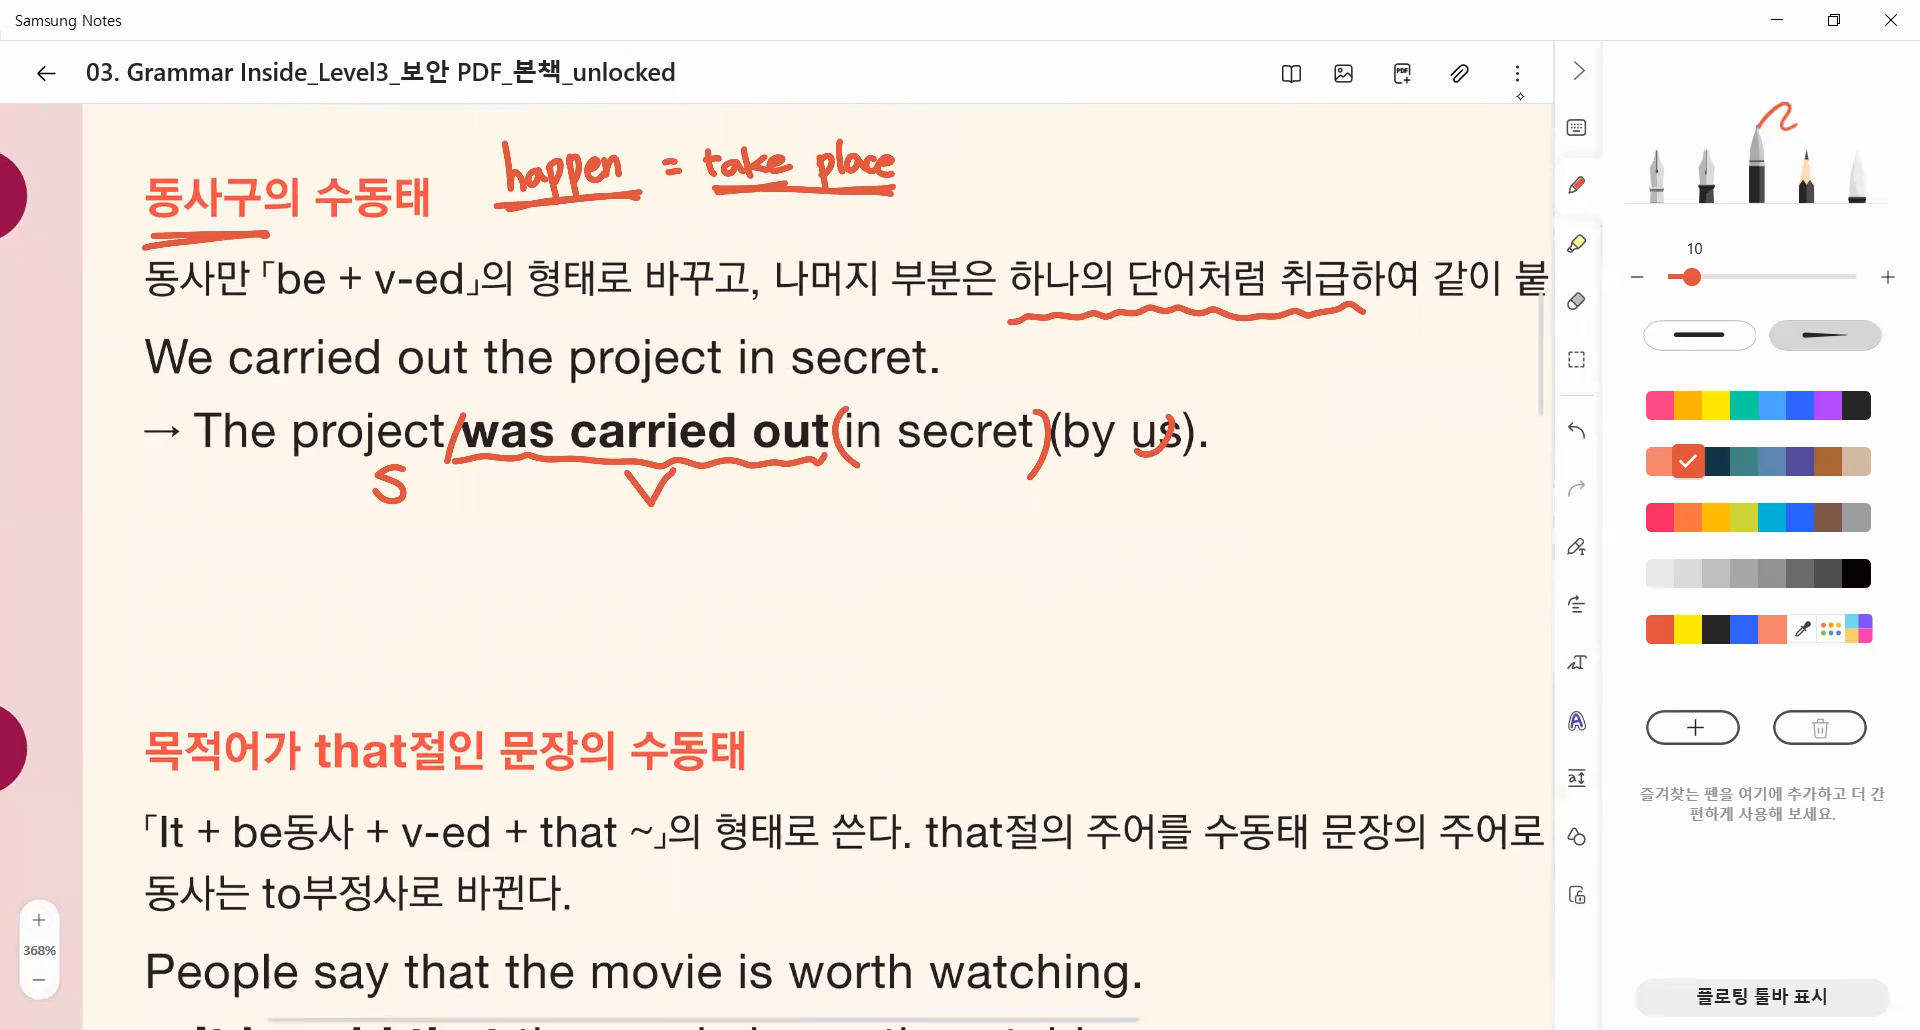 Samsung Notes
03. Grammar Inside_Level3_보안 PDF_본책_unlocked
happen = take place
동사구의 수동태
동사만 「be + v-ed」의 형태로 바꾸고, 나머지 부분은 하나의 단어처럼 취급하여 같이 붙
We carried out the project in secret.
→ The project was carried out in secret (by us).
S
V
목적어가 that절인 문장의 수동태
「It + be동사 + v-ed + that ~」의 형태로 쓴다. that절의 주어를 수동태 문장의 주어로
동사는 to부정사로 바뀐다.
People say that the movie is worth watching.
368%
10
즐겨찾는 펜을 여기에 추가하고 더 간
편하게 사용해 보세요.
플로팅 툴바 표시